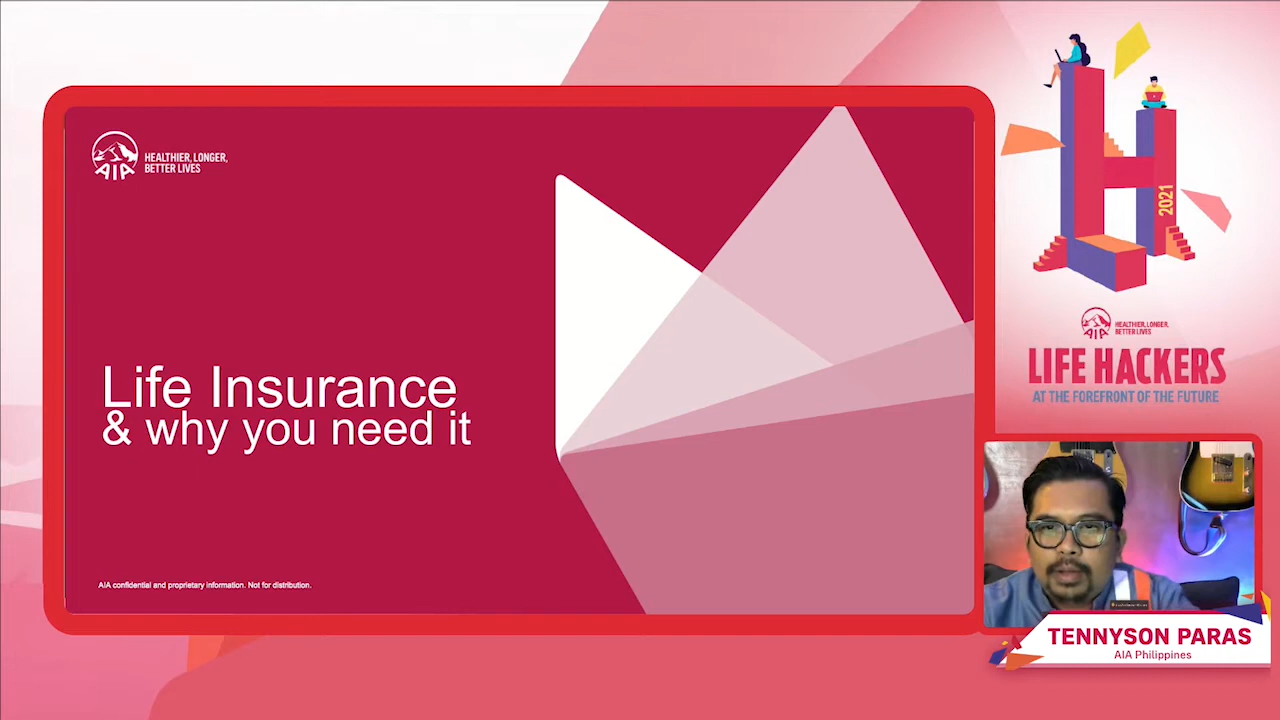 AIA
HEALTHIER, LONGER,
BETTER LIVES
Life Insurance
& why you need it
AIA confidential and proprietary information. Not for distribution.
2021
AIA
HEALTHIER, LONGER,
BETTER LIVES
LIFE HACKERS
AT THE FOREFRONT OF THE FUTURE
TENNYSON PARAS
AIA Philippines